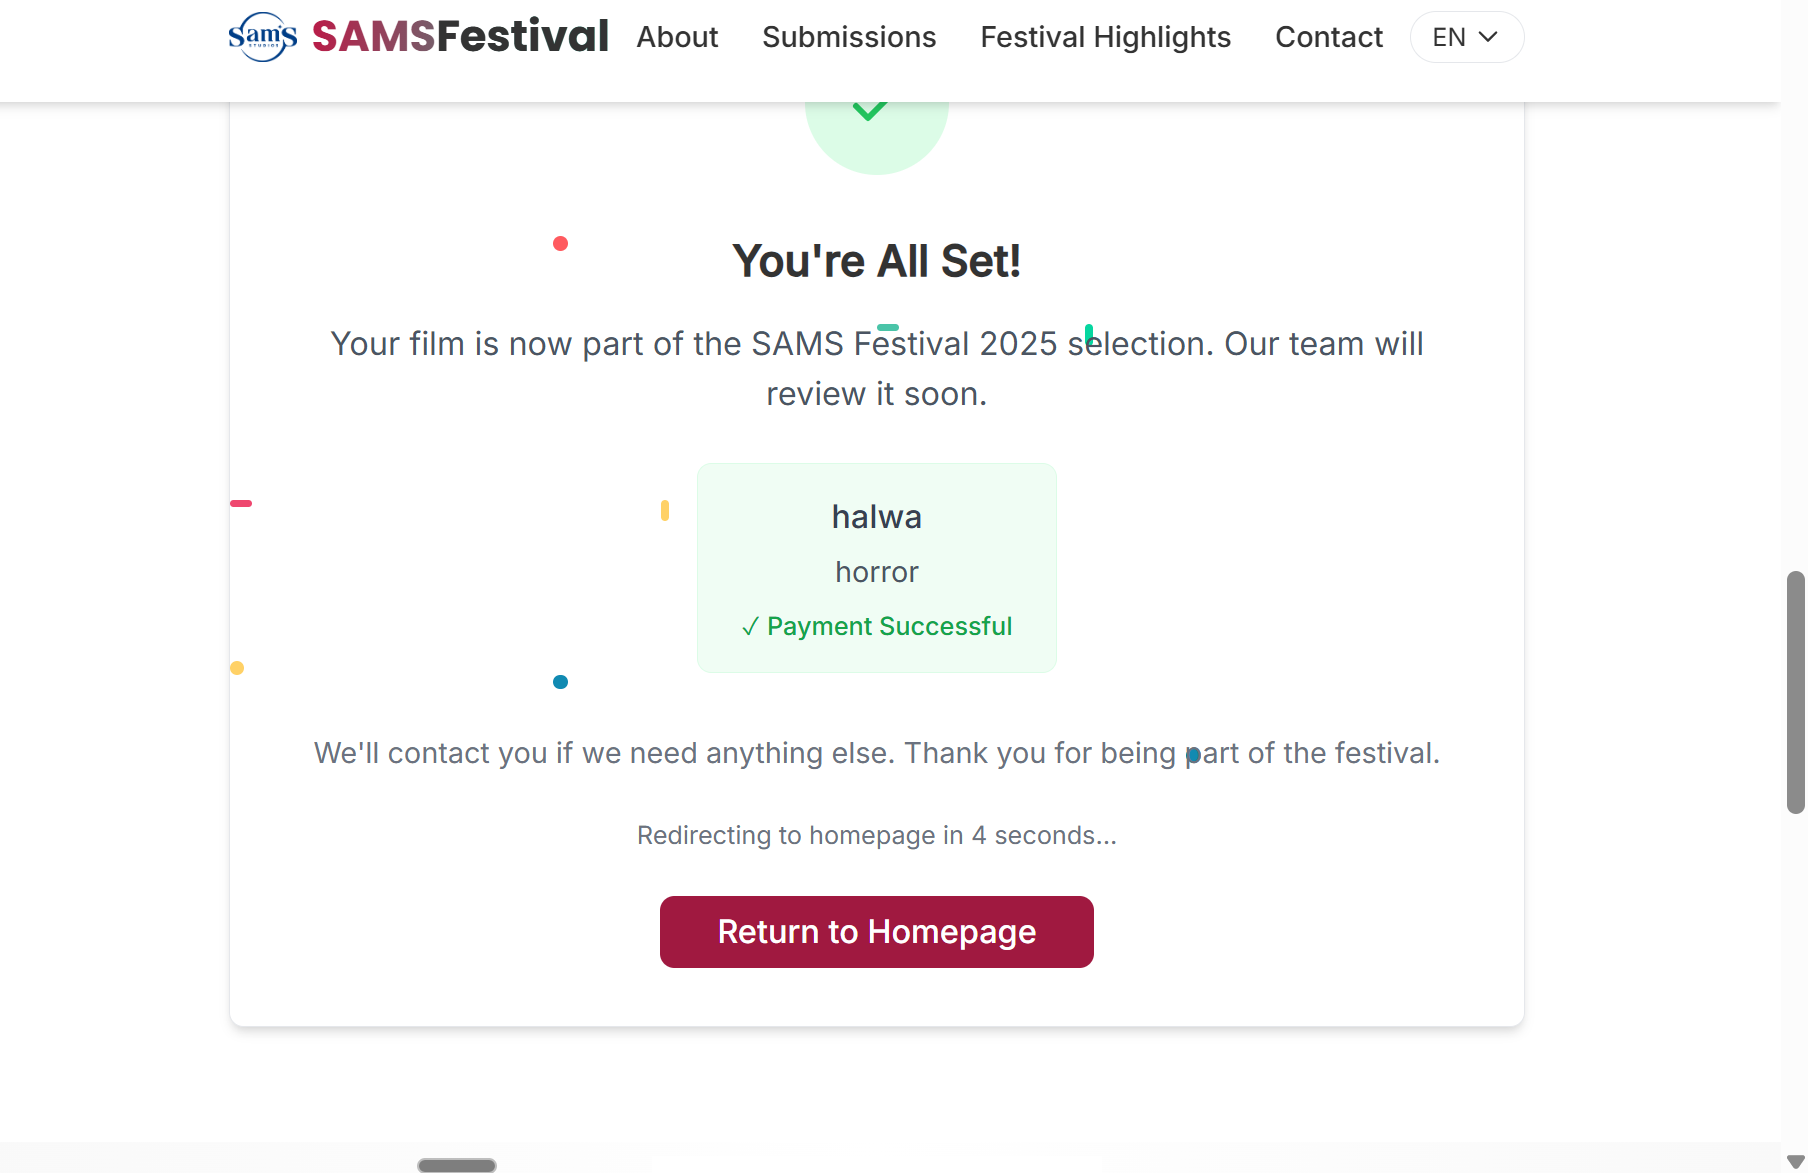 Sam's
STUDIOS
SAMSFestival
About
Submissions
Festival Highlights
Contact
EN
You're All Set!
Your film is now part of the SAMS Festival 2025 selection. Our team will
review it soon.
halwa
horror
✓ Payment Successful
We'll contact you if we need anything else. Thank you for being part of the festival.
Redirecting to homepage in 4 seconds...
Return to Homepage